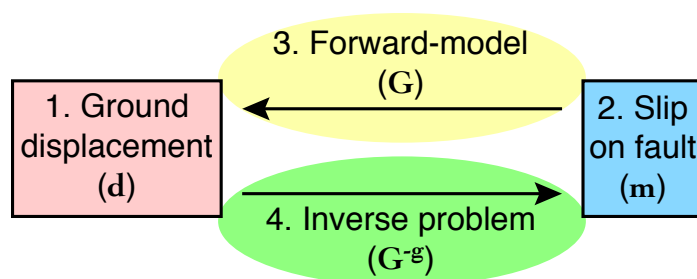 3. Forward-model
(G)
1. Ground
displacement
(d)
2. Slip
on fault
(m)
4. Inverse problem
(G⁻ᵍ)